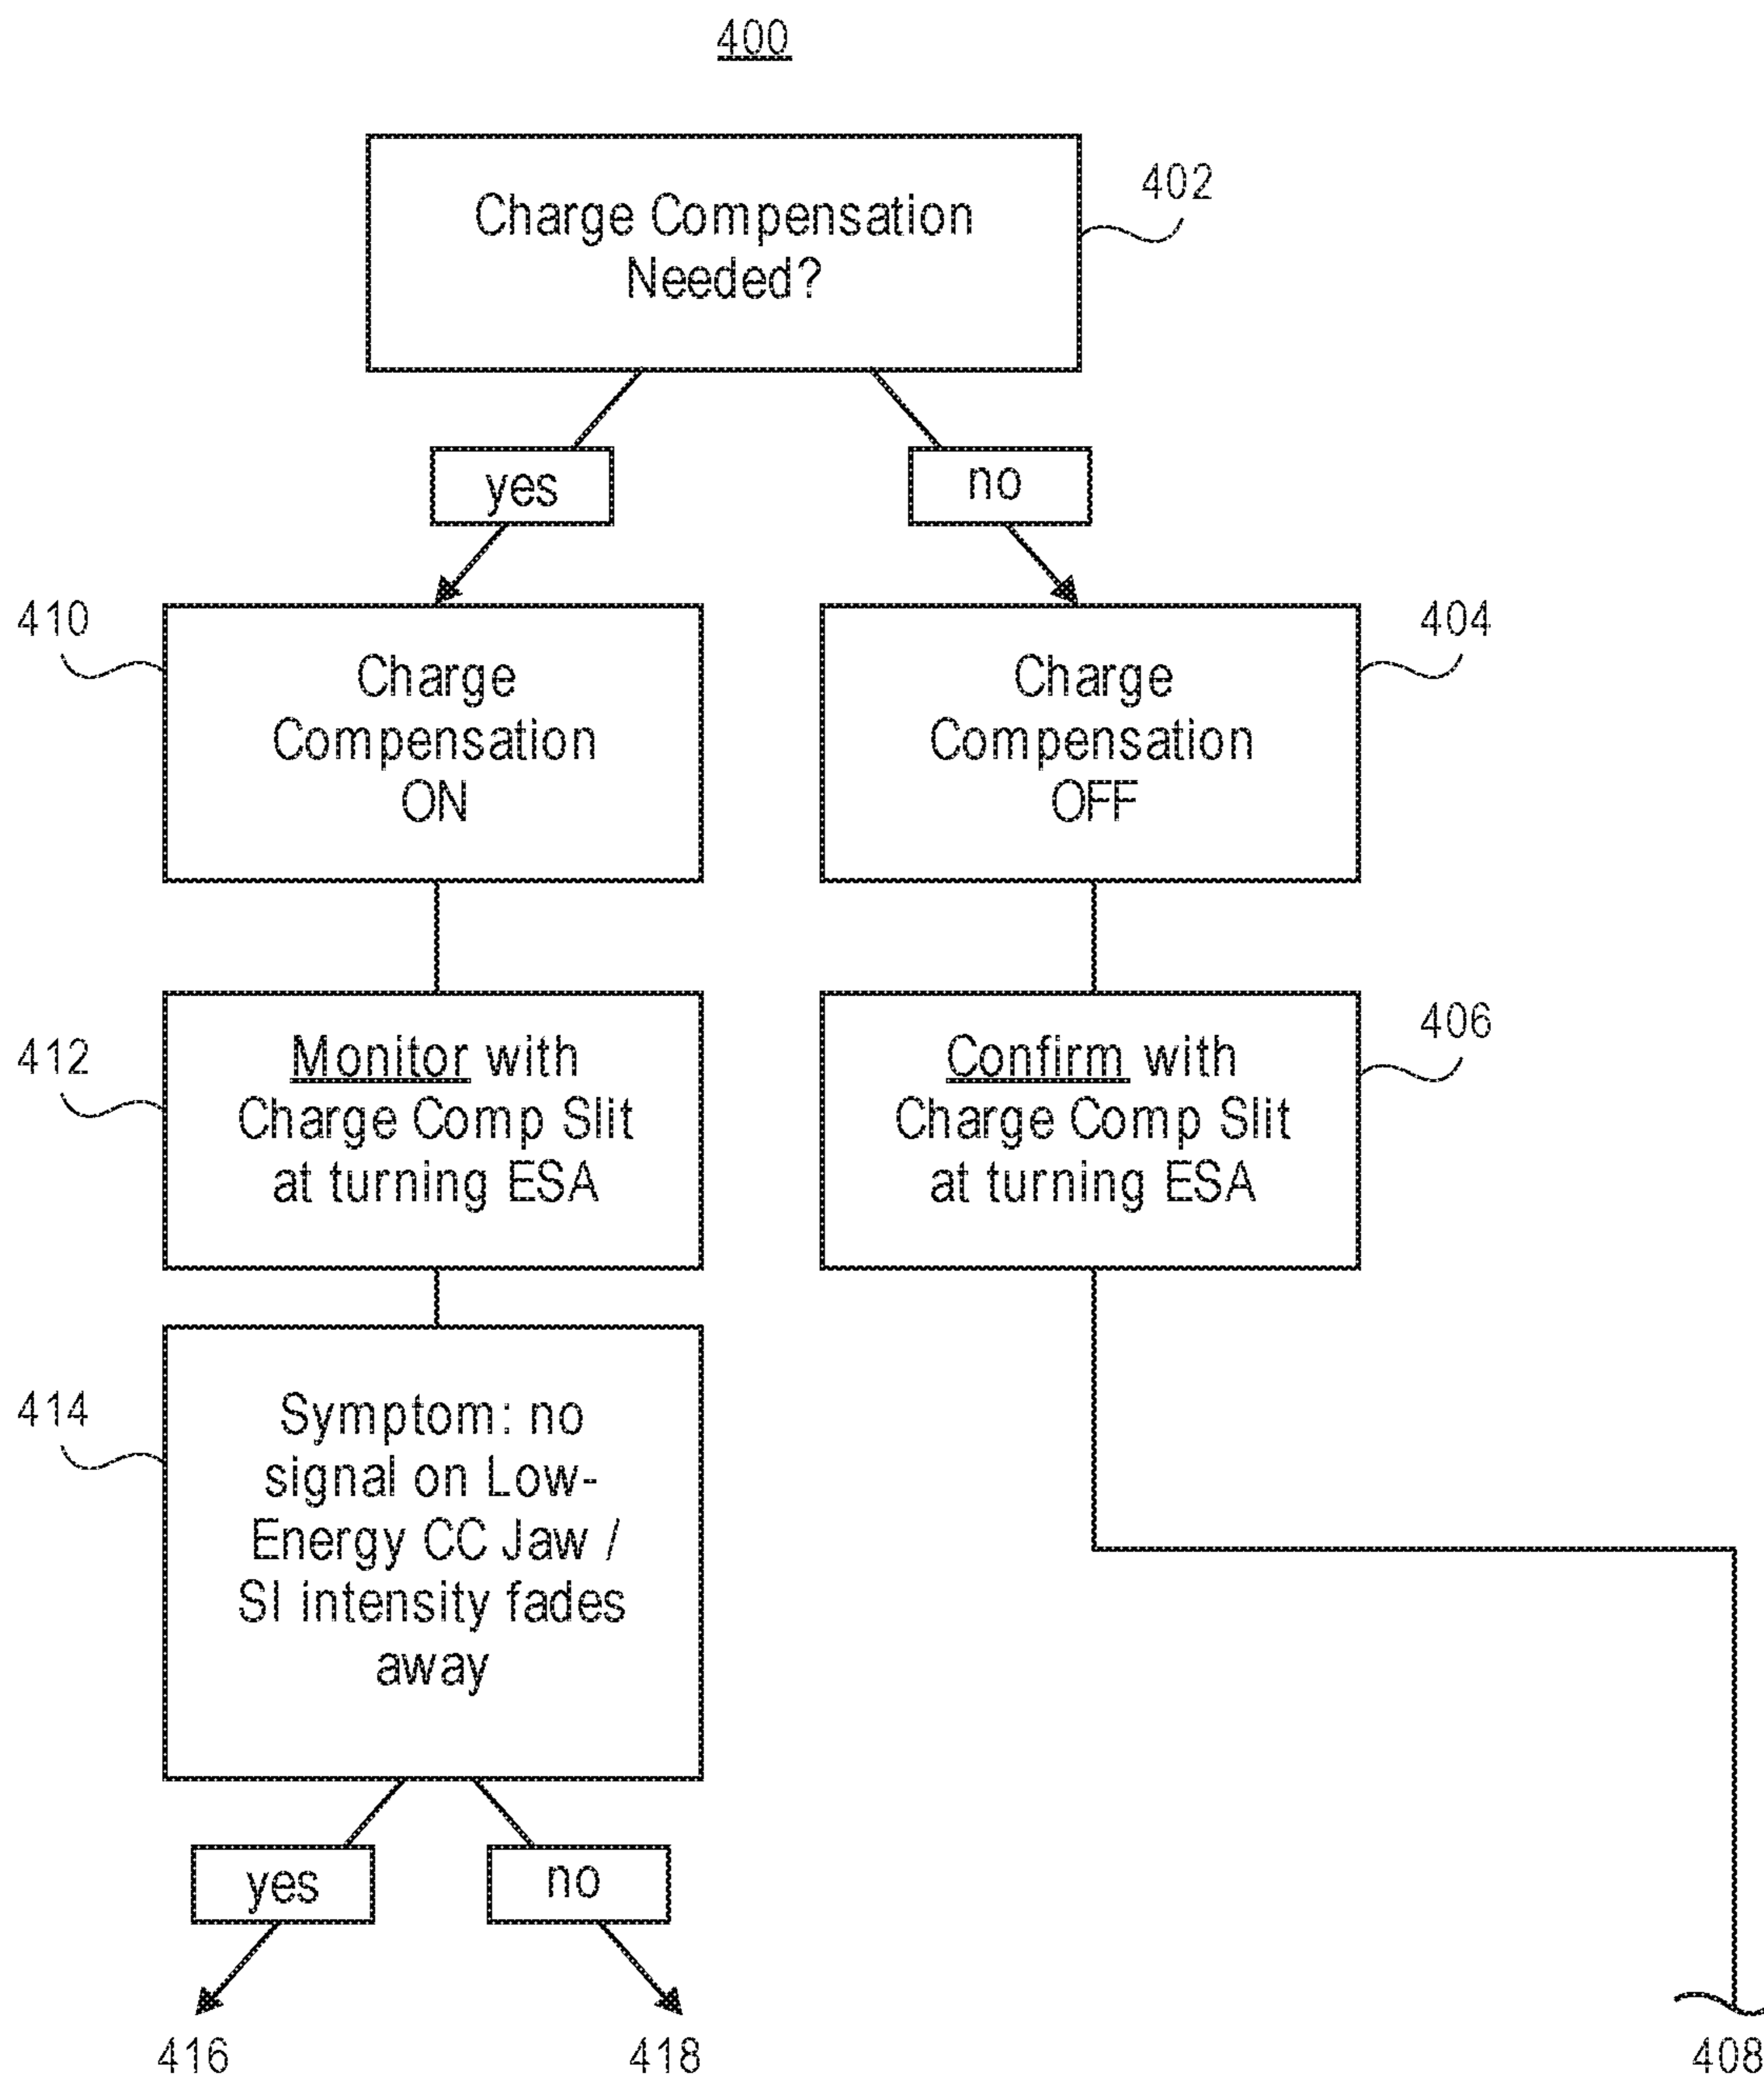 400
Charge Compensation
Needed?
402
yes
no
410
Charge
Compensation
ON
Charge
Compensation
OFF
404
412
Monitor with
Charge Comp Slit
at turning ESA
Confirm with
Charge Comp Slit
at turning ESA
406
414
Symptom: no
signal on Low-
Energy CC Jaw /
SI intensity fades
away
yes
no
416
418
408